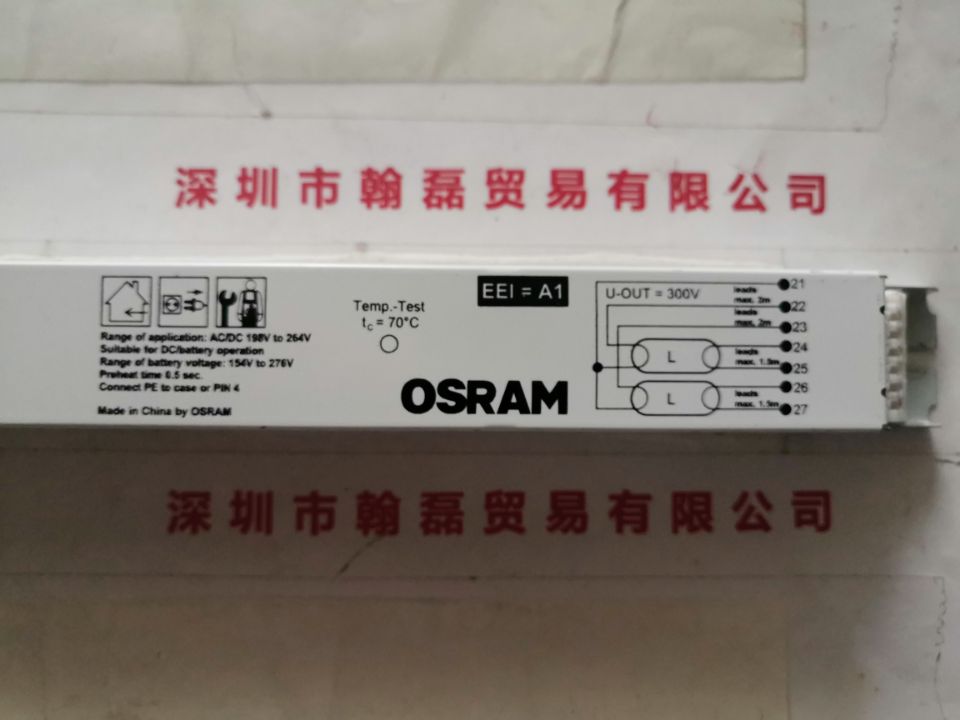 深圳市翰磊贸易有限公司
Range of application: AC/DC 198V to 264V
Suitable for DC/battery operation
Range of battery voltage: 154V to 276V
Preheat time 0.5 sec.
Connect PE to case or PIN 4
Made in China by OSRAM
Temp.-Test
tc = 70°C
EEI = A1
OSRAM
U-OUT = 300V
leads
max. 2m
leads
max. 2m
L
leads
max. 1.5m
L
leads
max. 1.5m
21
22
23
24
25
26
27
深圳市翰磊贸易有限公司